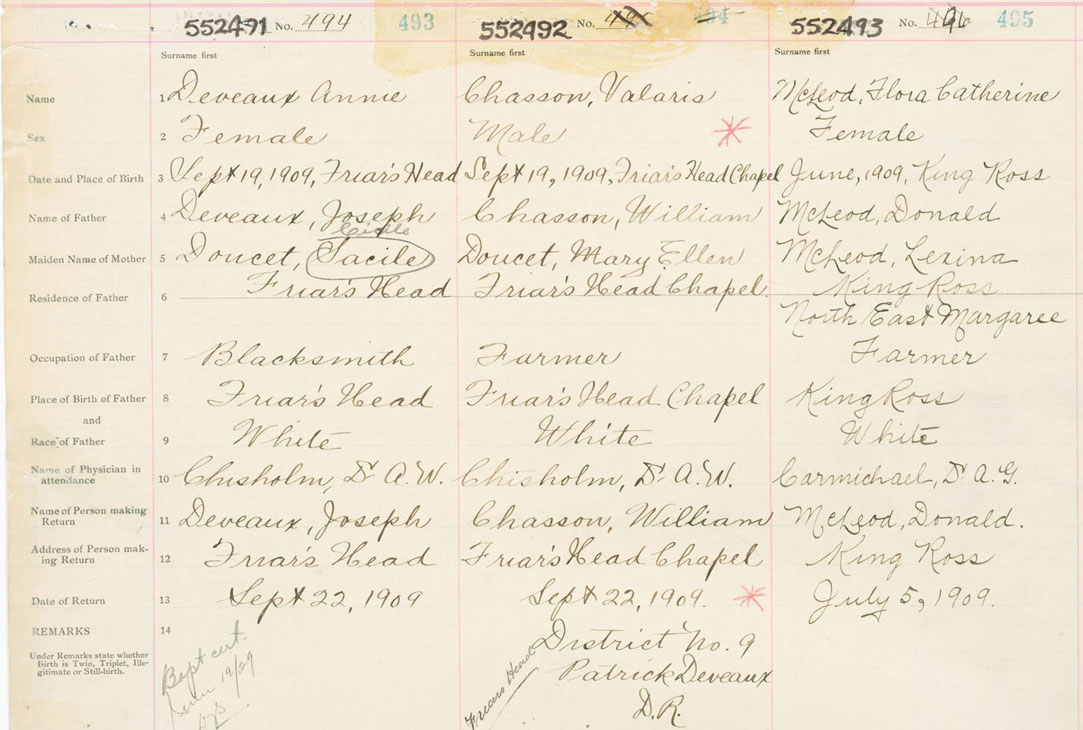 552491 No. 494 493 552492 No. 552493 No. 495
Surname first Surname first Surname first
Name 1 Deveaux Annie Chasson, Valaris McLeod, Flora Catherine
Sex 2 Female Male Female
Date and Place of Birth 3 Sept 19, 1909, Friar's Head Sept 19, 1909, Friar's Head Chapel June, 1909, King Ross
Name of Father 4 Deveaux, Joseph Chasson, William McLeod, Donald
Cicile
Maiden Name of Mother 5 Doucet, Sacile Doucet, Mary Ellen McLeod, Lexina
Residence of Father 6 Friar's Head Friar's Head Chapel. King Ross
North East Margaree
Occupation of Father 7 Blacksmith Farmer Farmer
Place of Birth of Father 8 Friar's Head Friar's Head Chapel King Ross
and
Race of Father 9 White White White
Name of Physician in
attendance 10 Chisholm, Dr A.W. Chisholm, Dr A.W. Carmichael, Dr A.G.
Name of Person making
Return 11 Deveaux, Joseph Chasson, William McLeod, Donald.
Address of Person mak-
ing Return 12 Friar's Head Friar's Head Chapel King Ross
Date of Return 13 Sept 22, 1909 Sept 22, 1909. July 5, 1909.
REMARKS 14
Under Remarks state whether
Birth is Twin, Triplet, Ille-
gitimate or Still-birth.
Bapt cert.
District No. 9
Patrick Deveaux
D.R.
Friars Head